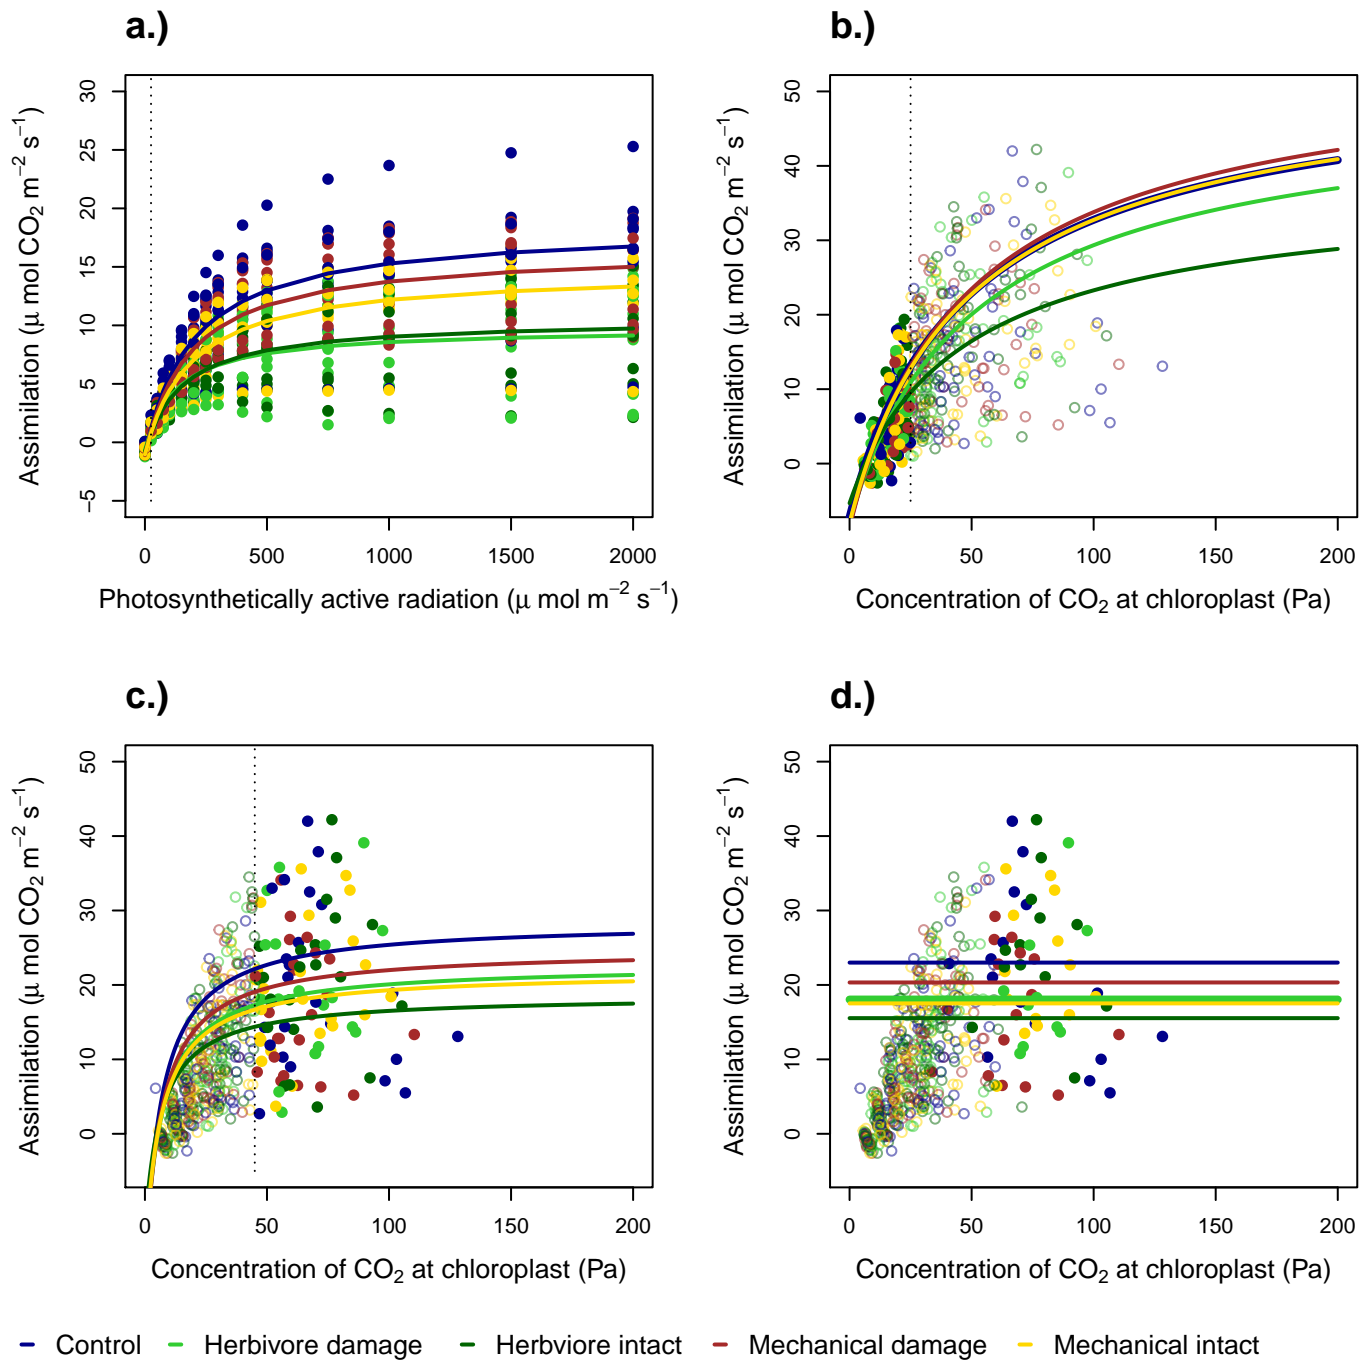 a.)
b.)
Assimilation (μ mol CO₂ m⁻² s⁻¹)
30
25
20
15
10
5
0
−5
0 500 1000 1500 2000
Photosynthetically active radiation (μ mol m⁻² s⁻¹)
Assimilation (μ mol CO₂ m⁻² s⁻¹)
50
40
30
20
10
0
0 50 100 150 200
Concentration of CO₂ at chloroplast (Pa)
c.)
d.)
Assimilation (μ mol CO₂ m⁻² s⁻¹)
50
40
30
20
10
0
0 50 100 150 200
Concentration of CO₂ at chloroplast (Pa)
Assimilation (μ mol CO₂ m⁻² s⁻¹)
50
40
30
20
10
0
0 50 100 150 200
Concentration of CO₂ at chloroplast (Pa)
Control Herbivore damage Herbviore intact Mechanical damage Mechanical intact